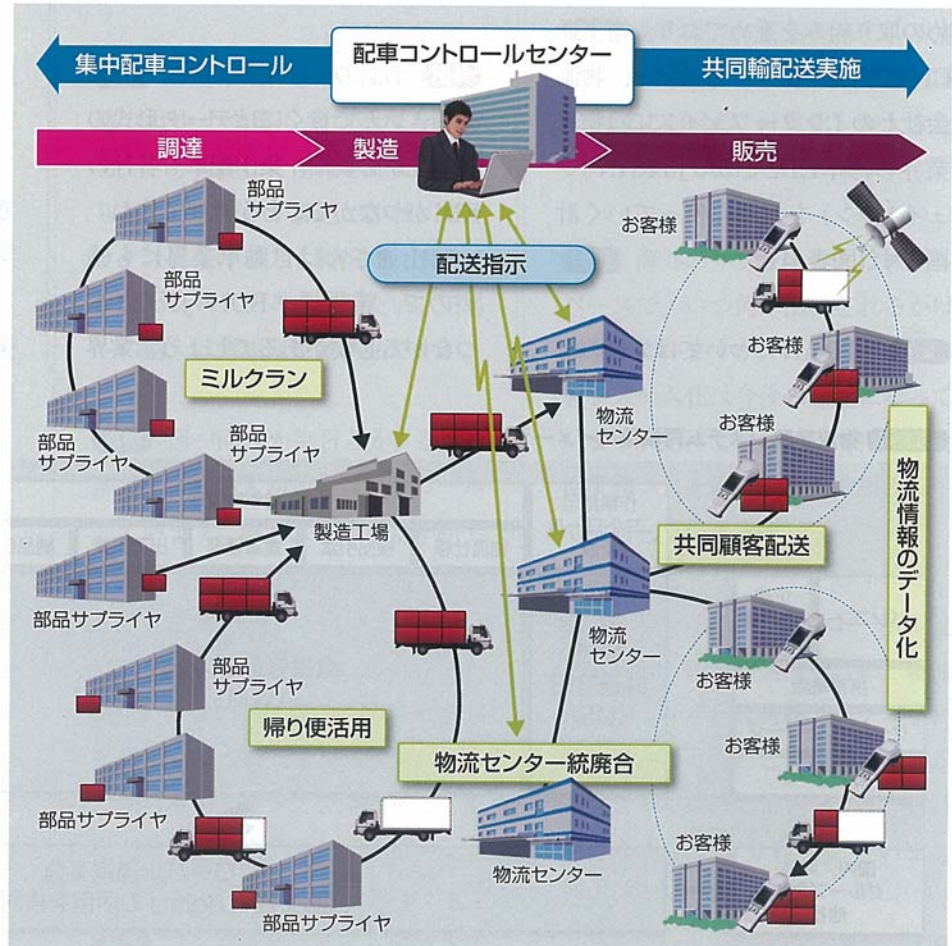 集中配車コントロール
配車コントロールセンター
共同輸配送実施
調達
製造
販売
部品
サプライヤ
部品
サプライヤ
部品
サプライヤ
部品
サプライヤ
部品サプライヤ
部品
サプライヤ
部品サプライヤ
部品サプライヤ
ミルクラン
帰り便活用
製造工場
配送指示
物流
センター
物流
センター
物流センター統廃合
物流センター
お客様
お客様
お客様
共同顧客配送
お客様
お客様
お客様
物流情報のデータ化